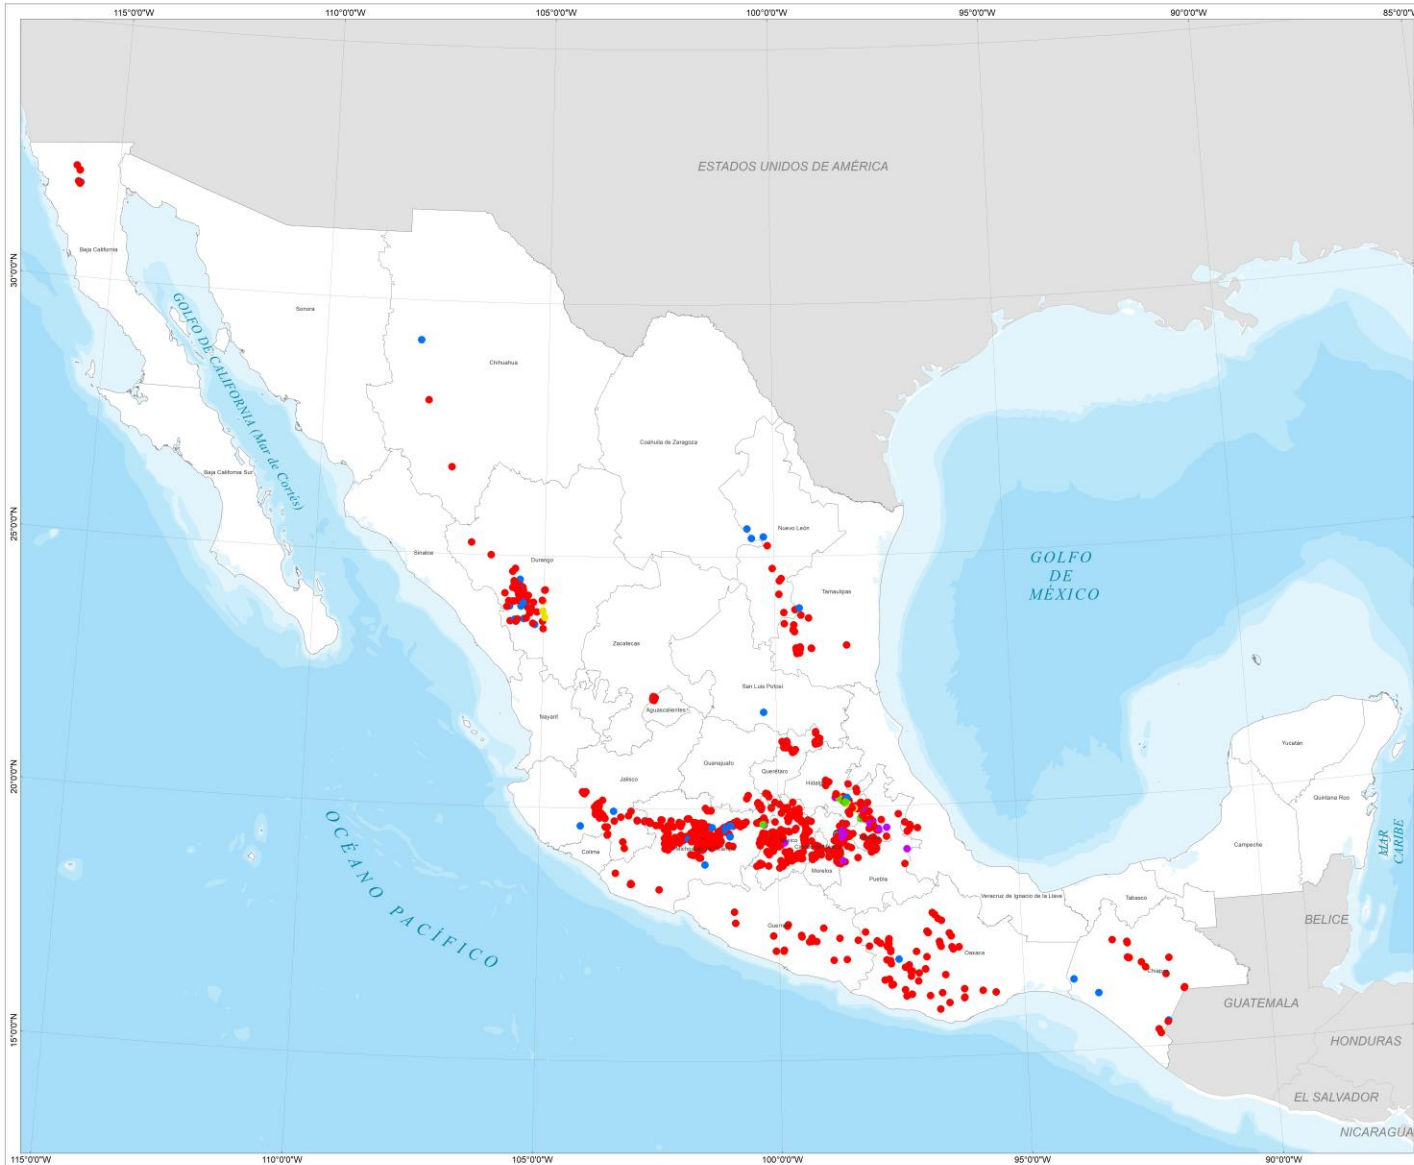 115°0'0"W
105°0'0"W
100°0'0"W
95°0'0"W
90°0'0"W
85°0'0"W
ESTADOS UNIDOS DE AMÉRICA
30°0'0"N
Baja California
Sonora
Chihuahua
GOLFO DE CALIFORNIA (Mar de Cortés)
Coahuila de Zaragoza
Baja California Sur
25°0'0"N
Nuevo León
Sinaloa
Durango
GOLFO
DE
MÉXICO
Tamaulipas
Zacatecas
San Luis Potosí
Aguascalientes
Nayarit
Yucatán
Guanajuato
Querétaro
Jalisco
Hidalgo
20°0'0"N
Quintana Roo
MAR
CARIBE
Colima
Campeche
Morelos
Puebla
OCÉANO PACÍFICO
Veracruz de Ignacio de la Llave
Tabasco
BELICE
Guerrero
Oaxaca
Chiapas
GUATEMALA
15°0'0"N
HONDURAS
EL SALVADOR
NICARAGUA
115°0'0"W
110°0'0"W
105°0'0"W
100°0'0"W
95°0'0"W
90°0'0"W